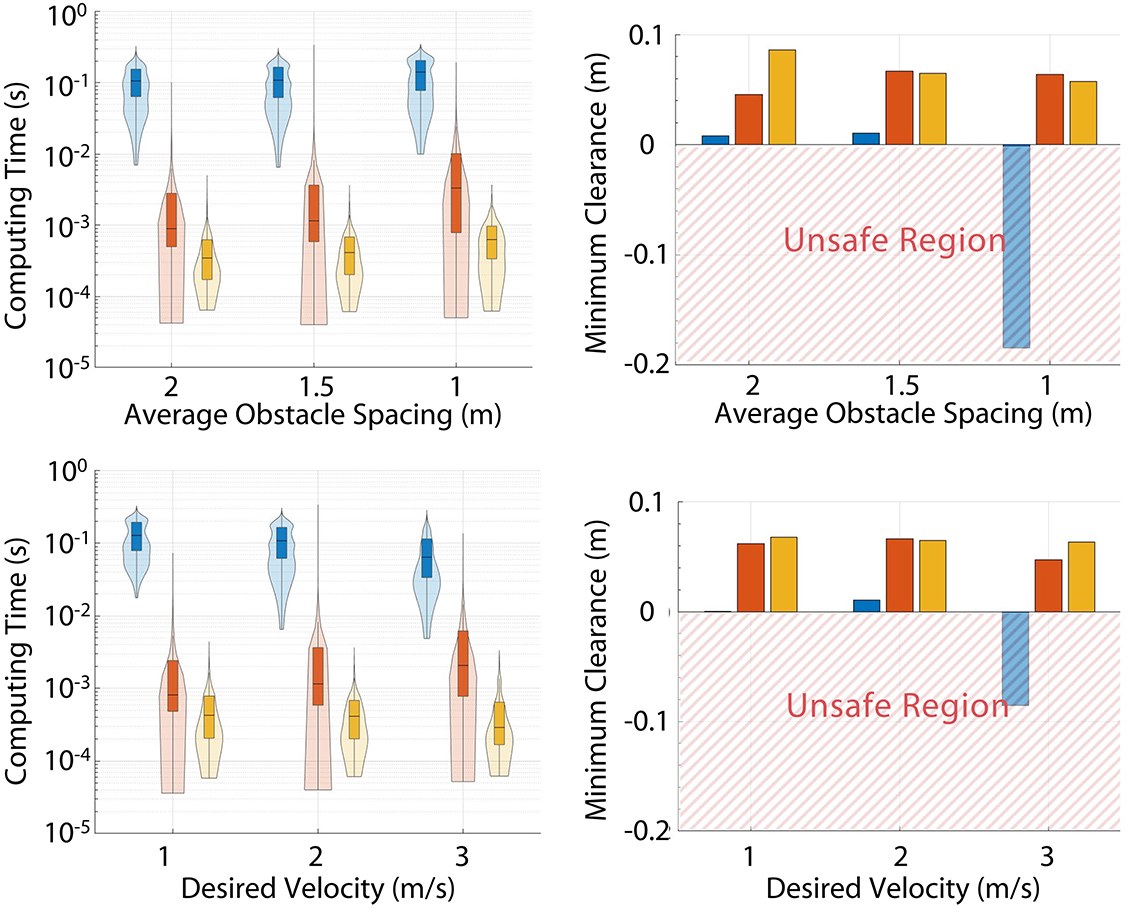 10⁰
10⁻¹
10⁻²
10⁻³
10⁻⁴
10⁻⁵
Computing Time (s)
2 1.5 1
Average Obstacle Spacing (m)
0.1
0
-0.1
-0.2
Minimum Clearance (m)
Unsafe Region
2 1.5 1
Average Obstacle Spacing (m)
10⁰
10⁻¹
10⁻²
10⁻³
10⁻⁴
10⁻⁵
Computing Time (s)
1 2 3
Desired Velocity (m/s)
0.1
0
-0.1
-0.2
Minimum Clearance (m)
Unsafe Region
1 2 3
Desired Velocity (m/s)